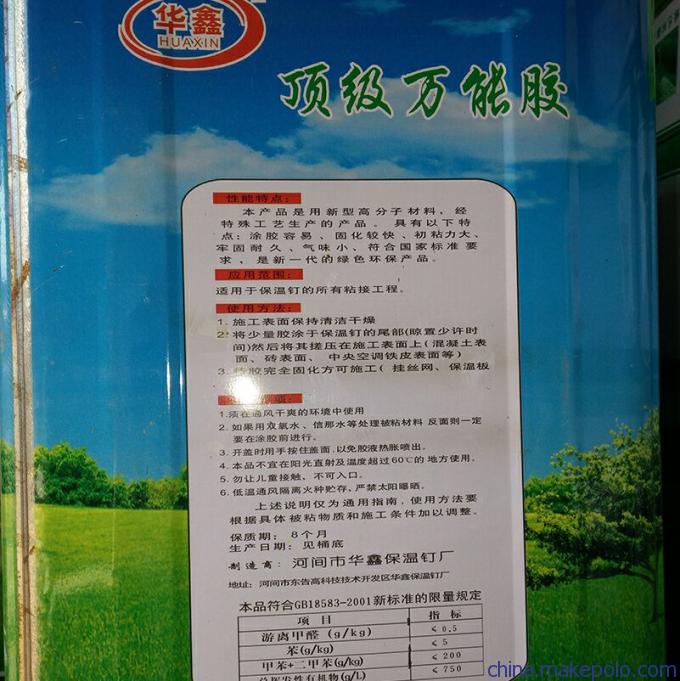 华鑫
HUAXIN
顶级万能胶
性能特点:
本产品是用新型高分子材料,经
特殊工艺生产的产品。具有以下特
点:涂胶容易、固化较快、初粘力大、
牢固耐久、气味小、符合国家标准要
求,是新一代的绿色环保产品。
应用范围:
适用于保温钉的所有粘接工程。
使用方法:
1. 施工表面保持清洁干燥
2. 将少量胶涂于保温钉的尾部(晾置少许时
间)然后将其搓压在施工表面上(混凝土表
面、砖表面、中央空调铁皮表面等)
3. 胶完全固化方可施工( 挂丝网、保温板
1. 须在通风干爽的环境中使用
2. 如果用双氧水、信那水等处理被粘材料 反面则一定
要在涂胶前进行。
3. 开盖时用手按住盖面,以免胶液热胀喷出。
4. 本品不宜在阳光直射及温度超过60℃的 地方使用。
5. 勿让儿童接触、不可入口。
6. 低温通风隔离火种贮存,严禁太阳曝晒。
上述说明仅为通用指南,使用方法要
根据具体被粘物质和施工条件加以调整。
保质期: 8个月
生产日期: 见桶底
制造商: 河间市华鑫保温钉厂
地址: 河间市东告高科技技术开发区华鑫保温钉厂
本品符合GB18583-2001新标准的限量规定
项目 指标
游离甲醛(g/kg) ≤0.5
苯(g/kg) ≤5
甲苯+二甲苯(g/kg) ≤200
总挥发性有机物(g/L) ≤750
china.makepolo.com